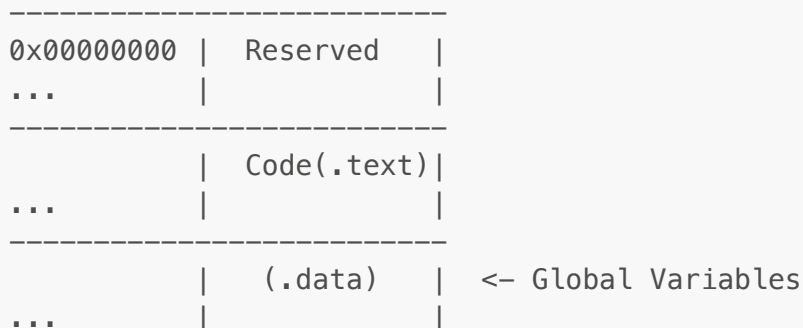 --------------------------
0x00000000 |  Reserved   |
...        |             |
--------------------------
           |  Code(.text)|
...        |             |
--------------------------
           |   (.data)   |  <- Global Variables
...        |             |